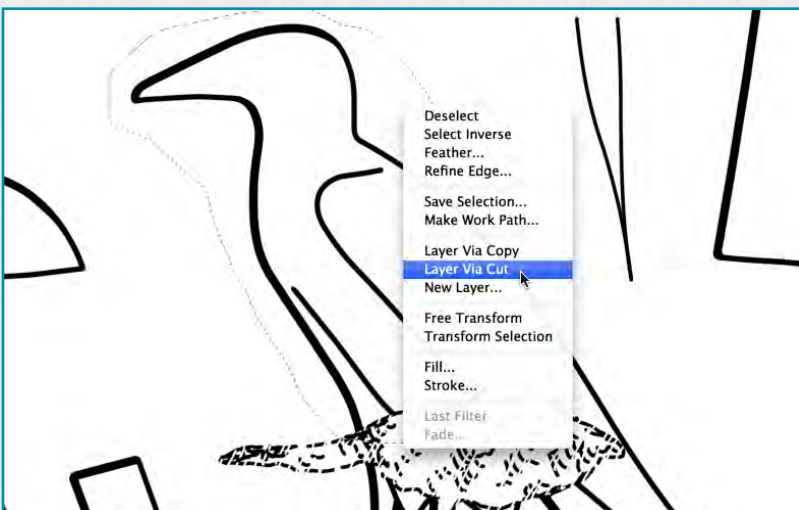 Deselect
Select Inverse
Feather...
Refine Edge...
Save Selection...
Make Work Path...
Layer Via Copy
Layer Via Cut
New Layer...
Free Transform
Transform Selection
Fill...
Stroke...
Last Filter
Fade...